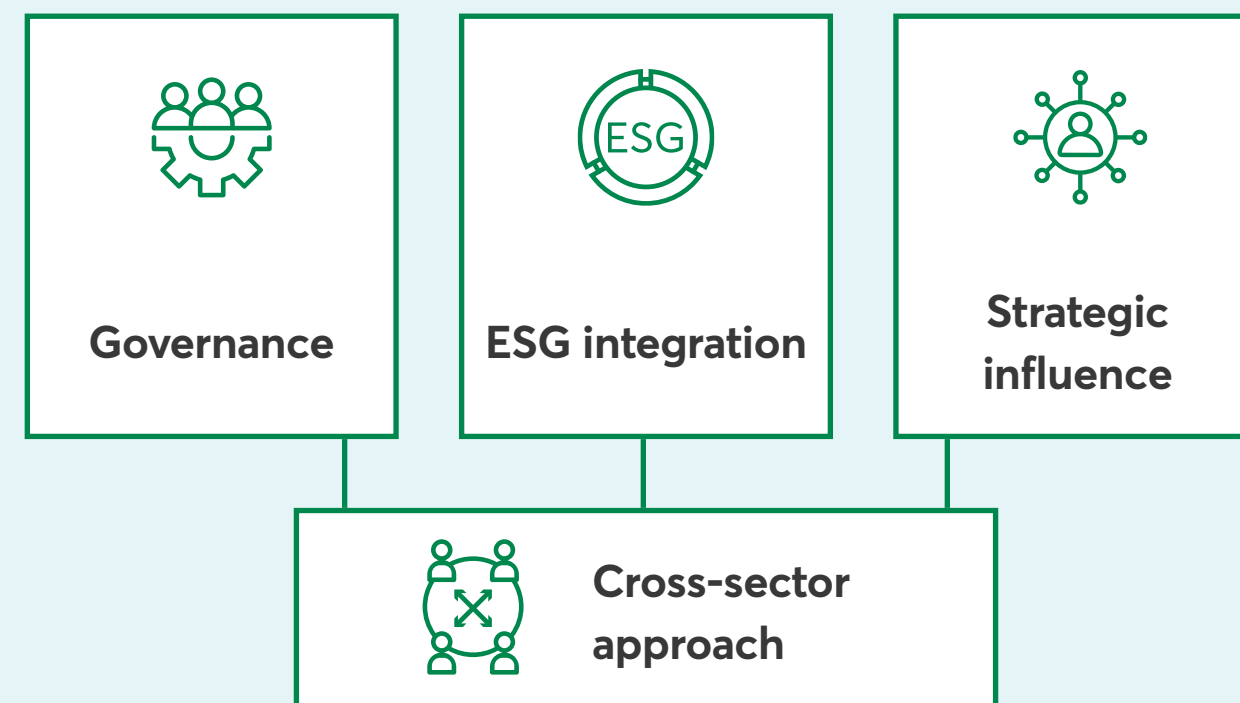 ESG
Governance
ESG integration
Strategic
influence
Cross-sector
approach